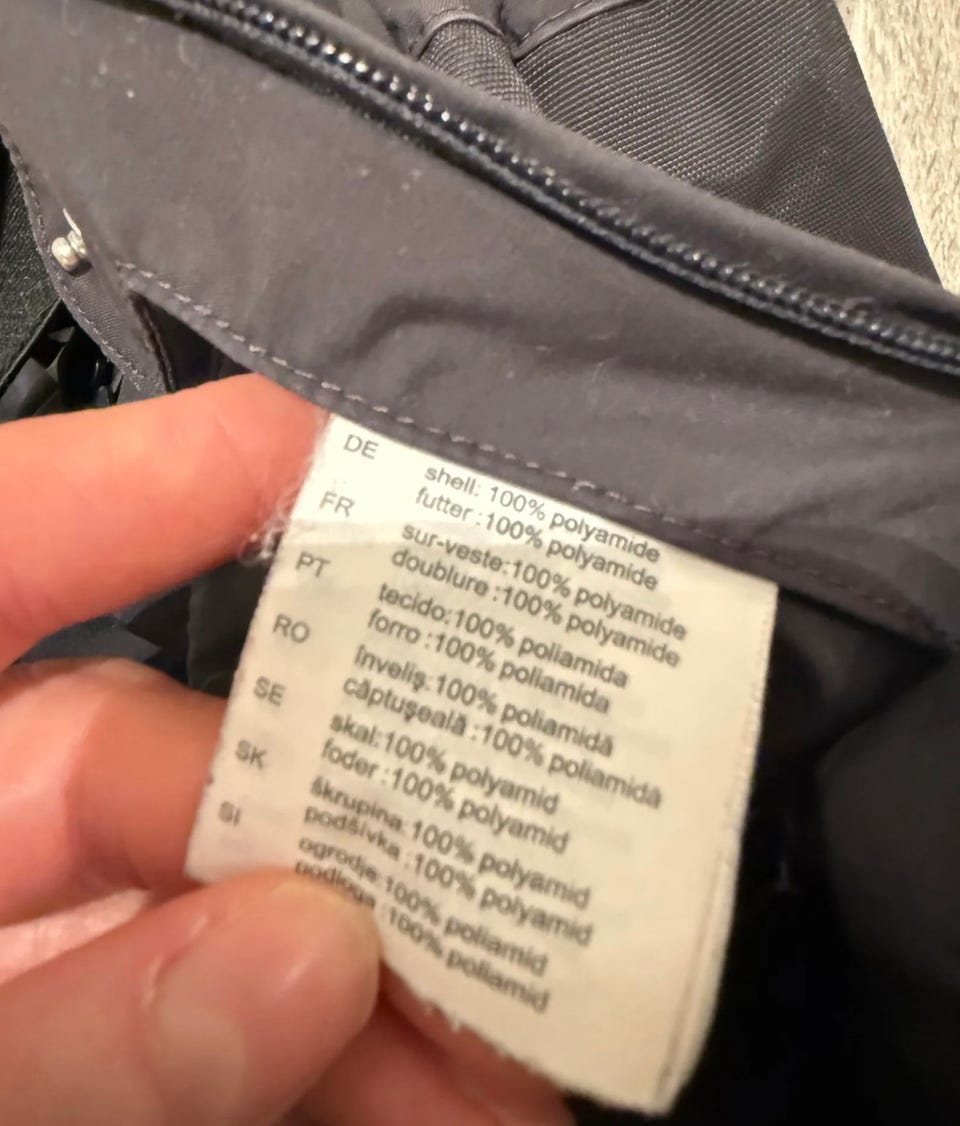 DE shell: 100% polyamide
futter :100% polyamide
FR sur-veste:100% polyamide
doublure :100% polyamide
PT tecido:100% poliamida
forro :100% poliamida
RO înveliş:100% poliamidă
căptuşeală :100% poliamidă
SE skal:100% polyamid
foder :100% polyamid
SK škrupina:100% polyamid
podšívka :100% polyamid
SI ogrodje:100% poliamid
podloga :100% poliamid